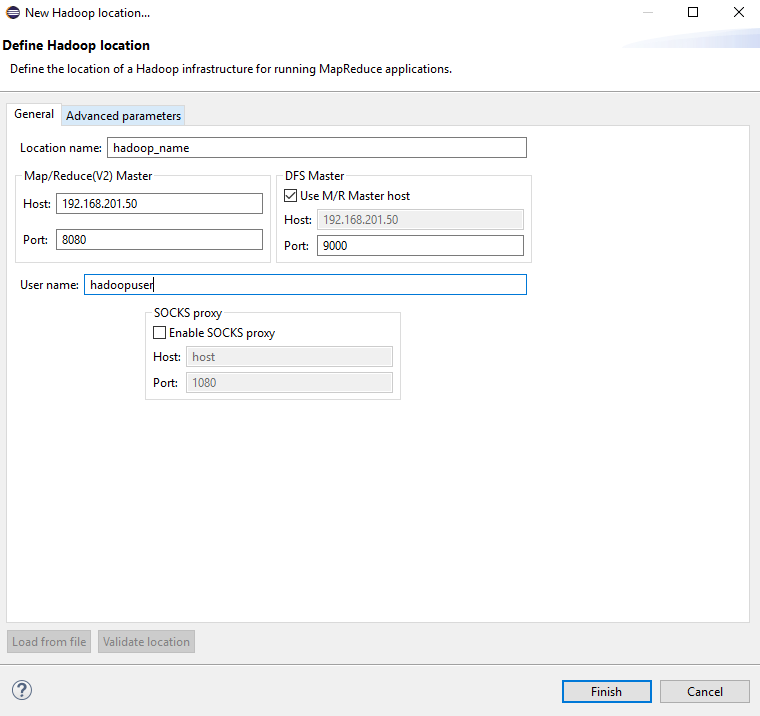 New Hadoop location...
Define Hadoop location
Define the location of a Hadoop infrastructure for running MapReduce applications.
General Advanced parameters
Location name: hadoop_name
Map/Reduce(V2) Master
Host: 192.168.201.50
Port: 8080
DFS Master
Use M/R Master host
Host: 192.168.201.50
Port: 9000
User name: hadoopuser
SOCKS proxy
Enable SOCKS proxy
Host: host
Port: 1080
Load from file Validate location
? Finish Cancel